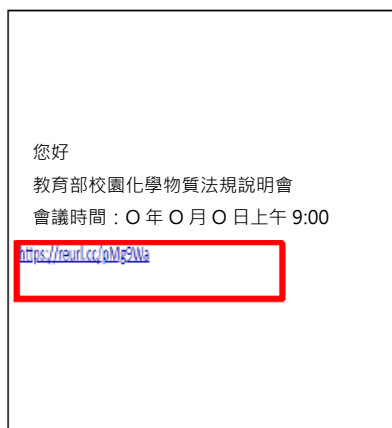 您好
教育部校園化學物質法規說明會
會議時間：O 年 O 月 O 日上午 9:00
https://reurl.cc/pMg9Wa